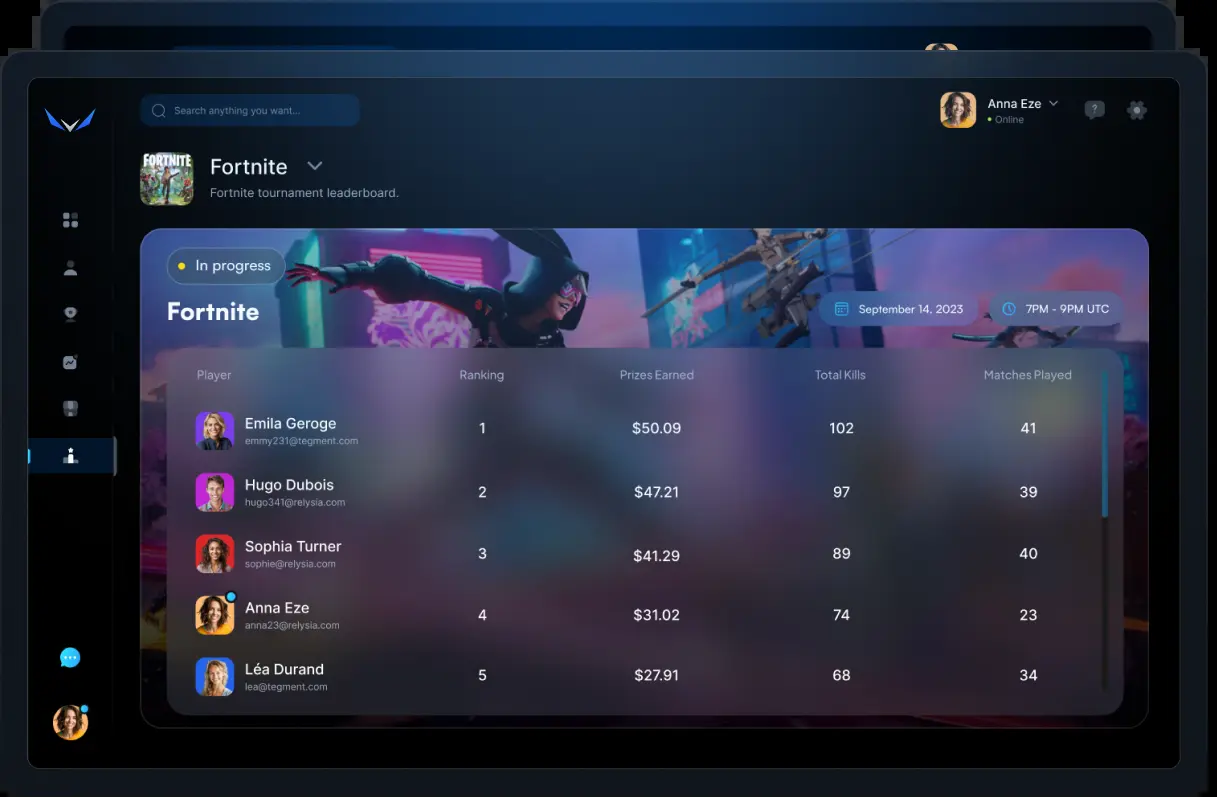 Search anything you want...
Anna Eze
Online
?
FORTNITE
Fortnite
Fortnite tournament leaderboard.
In progress
Fortnite
September 14, 2023
7PM - 9PM UTC
Player Ranking Prizes Earned Total Kills Matches Played
Emila Geroge 1 $50.09 102 41
emmy231@tegment.com
Hugo Dubois 2 $47.21 97 39
hugo341@relysia.com
Sophia Turner 3 $41.29 89 40
sophie@relysia.com
Anna Eze 4 $31.02 74 23
anna23@relysia.com
Léa Durand 5 $27.91 68 34
lea@tegment.com